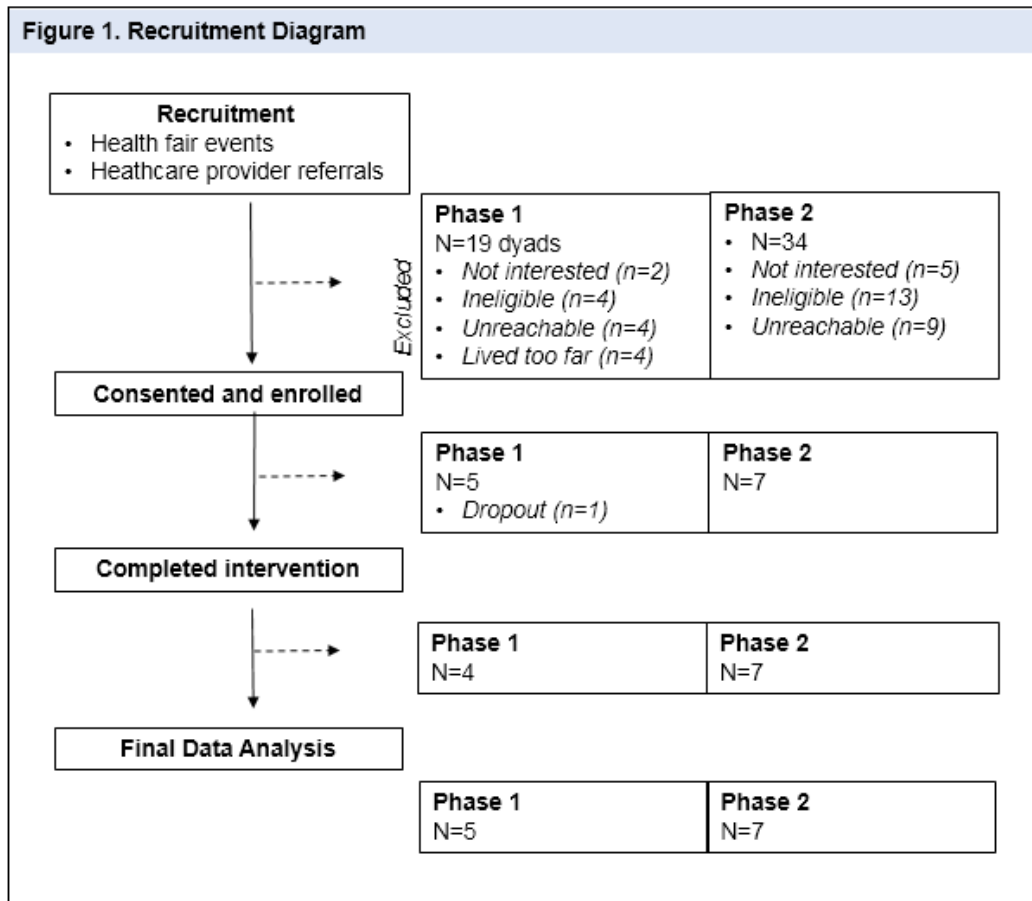 Figure 1. Recruitment Diagram
Recruitment
• Health fair events
• Heathcare provider referrals
Excluded
Phase 1
N=19 dyads
• Not interested (n=2)
• Ineligible (n=4)
• Unreachable (n=4)
• Lived too far (n=4)
Phase 2
• N=34
• Not interested (n=5)
• Ineligible (n=13)
• Unreachable (n=9)
Consented and enrolled
Phase 1
N=5
• Dropout (n=1)
Phase 2
N=7
Completed intervention
Phase 1
N=4
Phase 2
N=7
Final Data Analysis
Phase 1
N=5
Phase 2
N=7